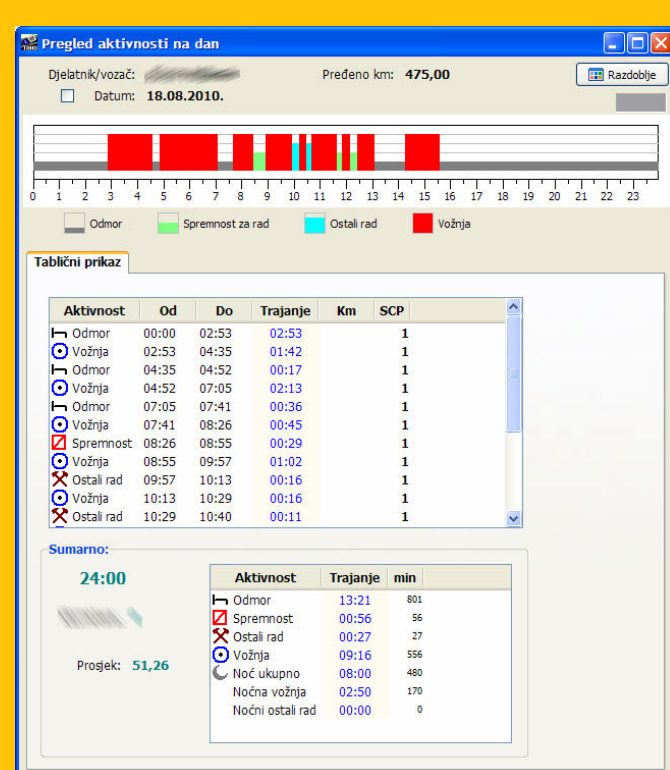 Pregled aktivnosti na dan
Djelatnik/vozač: Pređeno km: 475,00 Razdoblje
Datum: 18.08.2010.
0 1 2 3 4 5 6 7 8 9 10 11 12 13 14 15 16 17 18 19 20 21 22 23
Odmor Spremnost za rad Ostali rad Vožnja
Tablični prikaz
Aktivnost Od Do Trajanje Km SCP
Odmor 00:00 02:53 02:53 1
Vožnja 02:53 04:35 01:42 1
Odmor 04:35 04:52 00:17 1
Vožnja 04:52 07:05 02:13 1
Odmor 07:05 07:41 00:36 1
Vožnja 07:41 08:26 00:45 1
Spremnost 08:26 08:55 00:29 1
Vožnja 08:55 09:57 01:02 1
Ostali rad 09:57 10:13 00:16 1
Vožnja 10:13 10:29 00:16 1
Ostali rad 10:29 10:40 00:11 1
Sumarno:
24:00
Prosjek: 51,26
Aktivnost Trajanje min
Odmor 13:21 801
Spremnost 00:56 56
Ostali rad 00:27 27
Vožnja 09:16 556
Noć ukupno 08:00 480
Noćna vožnja 02:50 170
Noćni ostali rad 00:00 0